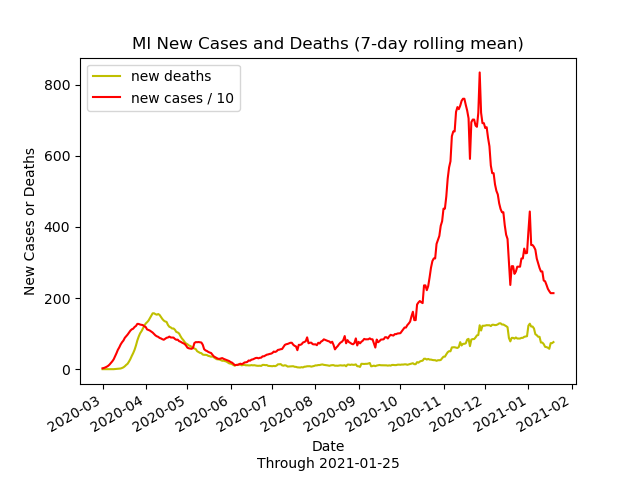 MI New Cases and Deaths (7-day rolling mean)
new deaths
new cases / 10
800
600
400
200
0
New Cases or Deaths
2020-03
2020-04
2020-05
2020-06
2020-07
2020-08
2020-09
2020-10
2020-11
2020-12
2021-01
2021-02
Date
Through 2021-01-25